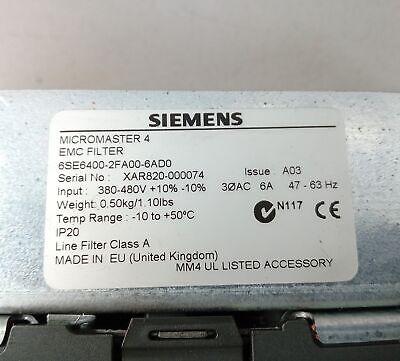 SIEMENS
MICROMASTER 4
EMC FILTER
6SE6400-2FA00-6AD0
Serial No : XAR820-000074 Issue A03
Input : 380-480V +10% -10% 3ØAC 6A 47 - 63 Hz
Weight: 0.50kg/1.10lbs
Temp Range : -10 to +50°C
N117 CE
IP20
Line Filter Class A
MADE IN EU (United Kingdom)
MM4 UL LISTED ACCESSORY